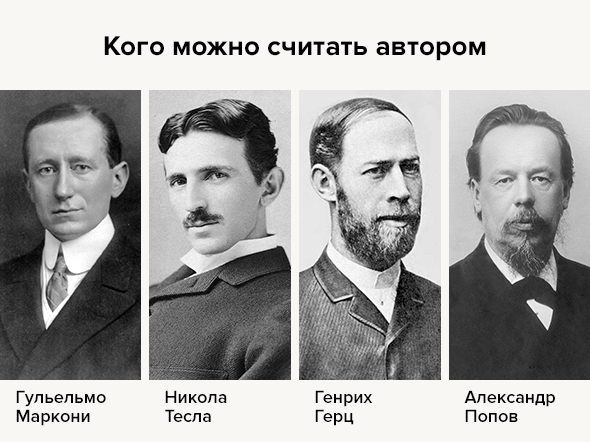 Кого можно считать автором
Гульельмо
Маркони
Никола
Тесла
Генрих
Герц
Александр
Попов